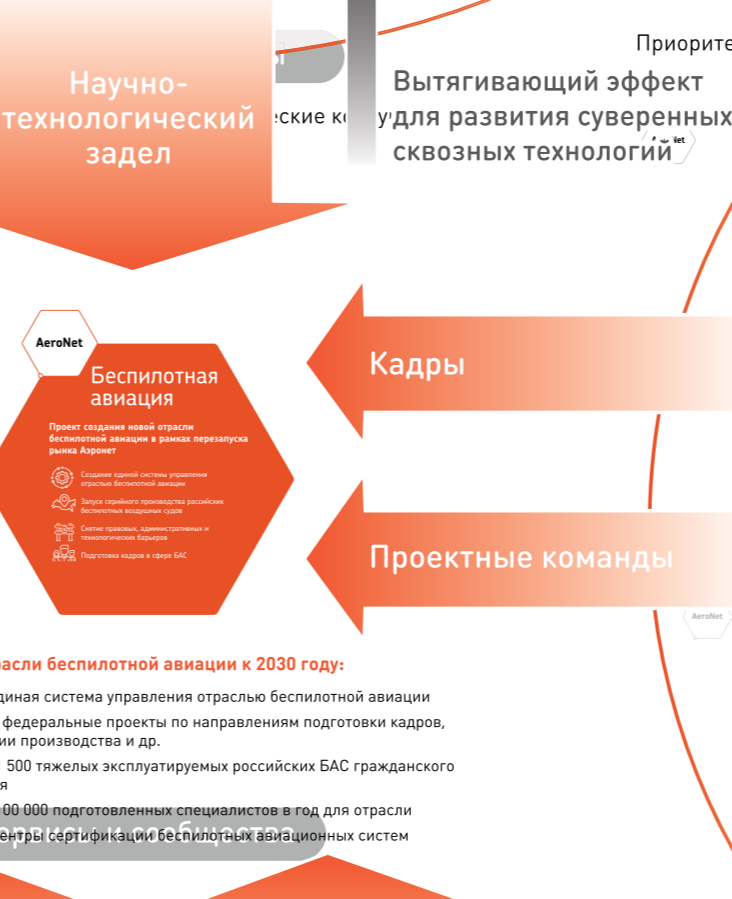 Приорите
Научно-
технологический
задел
Вытягивающий эффект
для развития суверенных
сквозных технологий
AeroNet
Беспилотная
авиация
Проект создания новой отрасли
беспилотной авиации в рамках перезапуска
рынка Аэронет
Создание единой системы управления
отраслью беспилотной авиации
Запуск серийного производства российских
беспилотных воздушных судов
Снятие правовых, административных и
технологических барьеров
Подготовка кадров в сфере БАС
Кадры
Проектные команды
AeroNet
асли беспилотной авиации к 2030 году:
диная система управления отраслью беспилотной авиации
федеральные проекты по направлениям подготовки кадров,
ии производства и др.
500 тяжелых эксплуатируемых российских БАС гражданского
я
00 000 подготовленных специалистов в год для отрасли
ервисы и сообщества
ентры сертификации беспилотных авиационных систем